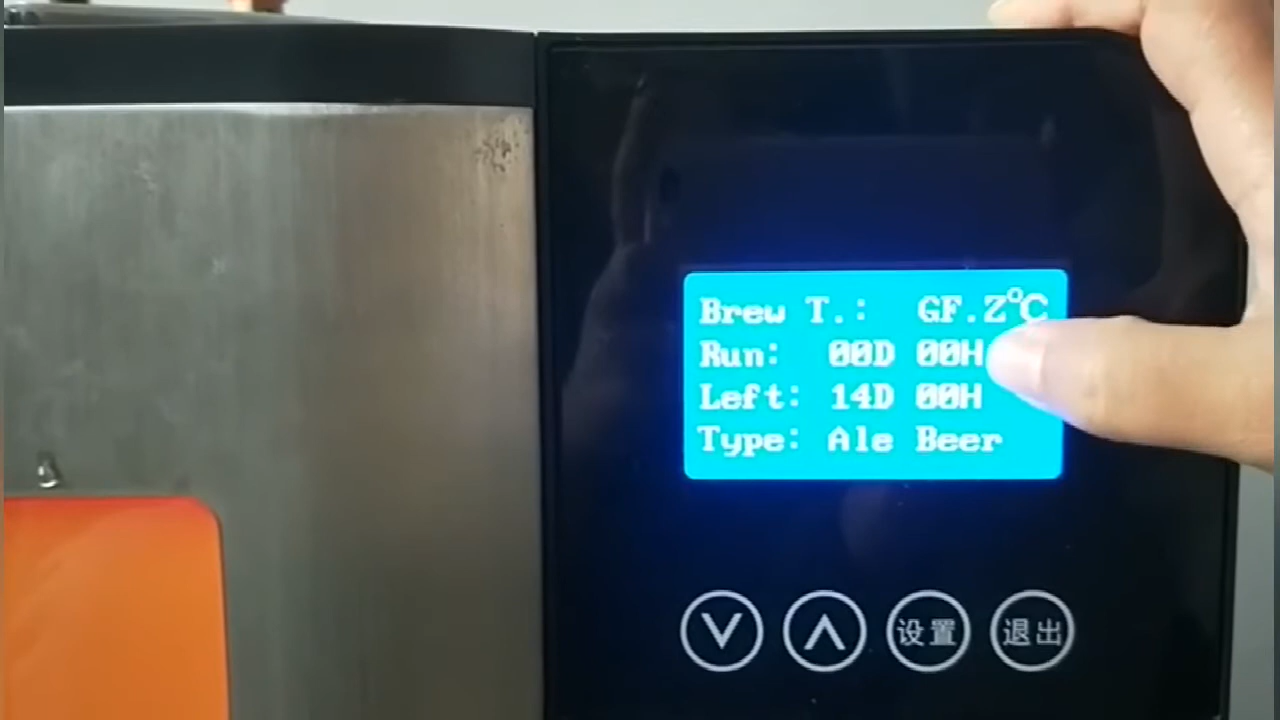 Brew T.: GF.Z°C
Run: 00D 00H
Left: 14D 00H
Type: Ale Beer
设置 退出